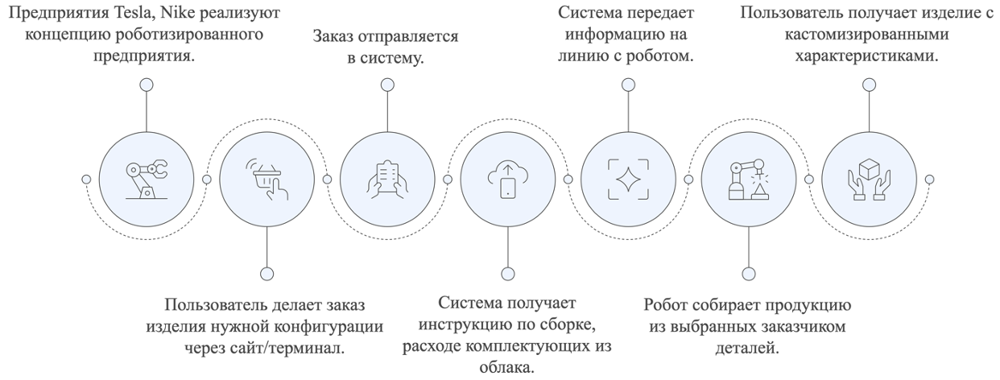 Предприятия Tesla, Nike реализуют
концепцию роботизированного
предприятия.
Пользователь делает заказ
изделия нужной конфигурации
через сайт/терминал.
Заказ отправляется
в систему.
Система получает
инструкцию по сборке,
расходе комплектующих из
облака.
Система передает
информацию на
линию с роботом.
Робот собирает продукцию
из выбранных заказчиком
деталей.
Пользователь получает изделие с
кастомизированными
характеристиками.